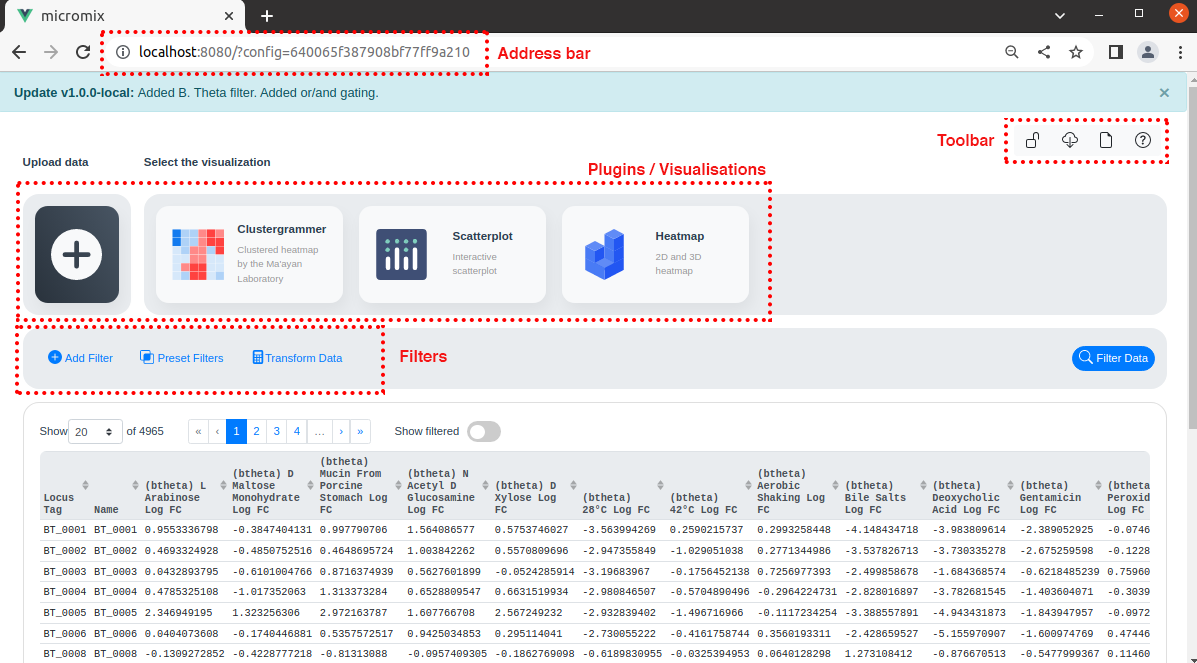 micromix
localhost:8080/?config=640065f387908bf77ff9a210
Address bar
Update v1.0.0-local: Added B. Theta filter. Added or/and gating.
Toolbar
Upload data
Select the visualization
Plugins / Visualisations
Clustergrammer
Clustered heatmap
by the Ma'ayan
Laboratory
Scatterplot
Interactive
scatterplot
Heatmap
2D and 3D
heatmap
Add Filter Preset Filters Transform Data
Filters
Filter Data
Show 20 of 4965 « ‹ 1 2 3 4 … › » Show filtered
Locus
Tag
Name
(btheta) L
Arabinose
Log FC
(btheta) D
Maltose
Monohydrate
Log FC
(btheta)
Mucin From
Porcine
Stomach Log
FC
(btheta) N
Acetyl D
Glucosamine
Log FC
(btheta) D
Xylose Log
FC
(btheta)
28°C Log FC
(btheta)
42°C Log FC
(btheta)
Aerobic
Shaking Log
FC
(btheta)
Bile Salts
Log FC
(btheta)
Deoxycholic
Acid Log FC
(btheta)
Gentamicin
Log FC
(btheta)
Peroxid
Log FC
BT_0001 BT_0001 0.9553336798 -0.3847404131 0.997790706 1.564086577 0.5753746027 -3.563994269 0.2590215737 0.2993258448 -4.148434718 -3.983809614 -2.389052925 -0.0746
BT_0002 BT_0002 0.4693324928 -0.4850752516 0.4648695724 1.003842262 0.5570809696 -2.947355849 -1.029051038 0.2771344986 -3.537826713 -3.730335278 -2.675259598 -0.1228
BT_0003 BT_0003 0.0432893795 -0.6101004766 0.8716374939 0.5627601899 -0.0524285914 -3.19683967 -0.1756452138 0.7256977393 -2.499858678 -1.684368574 -0.6218485239 0.75960
BT_0004 BT_0004 0.4785325108 -1.017352063 1.313373284 0.6528809547 0.6631519934 -2.980846507 -0.5704890496 -0.2964224731 -2.828016897 -3.782681545 -1.403604071 -0.3039
BT_0005 BT_0005 2.346949195 1.323256306 2.972163787 1.607766708 2.567249232 -2.932839402 -1.496716966 -0.1117234254 -3.388557891 -4.943431873 -1.843947957 -0.0972
BT_0006 BT_0006 0.0404073608 -0.1740446881 0.5357572517 0.9425034853 0.295114041 -2.730055222 -0.4161758744 0.3560193311 -2.428659527 -5.155970907 -1.600974769 0.47446
BT_0008 BT_0008 -0.1309272852 -0.4228777218 -0.81313088 -0.0957409305 -0.1862769098 -0.6189830955 -0.0325394953 0.0640128298 1.273108412 -0.876670513 -0.5477999367 0.11460